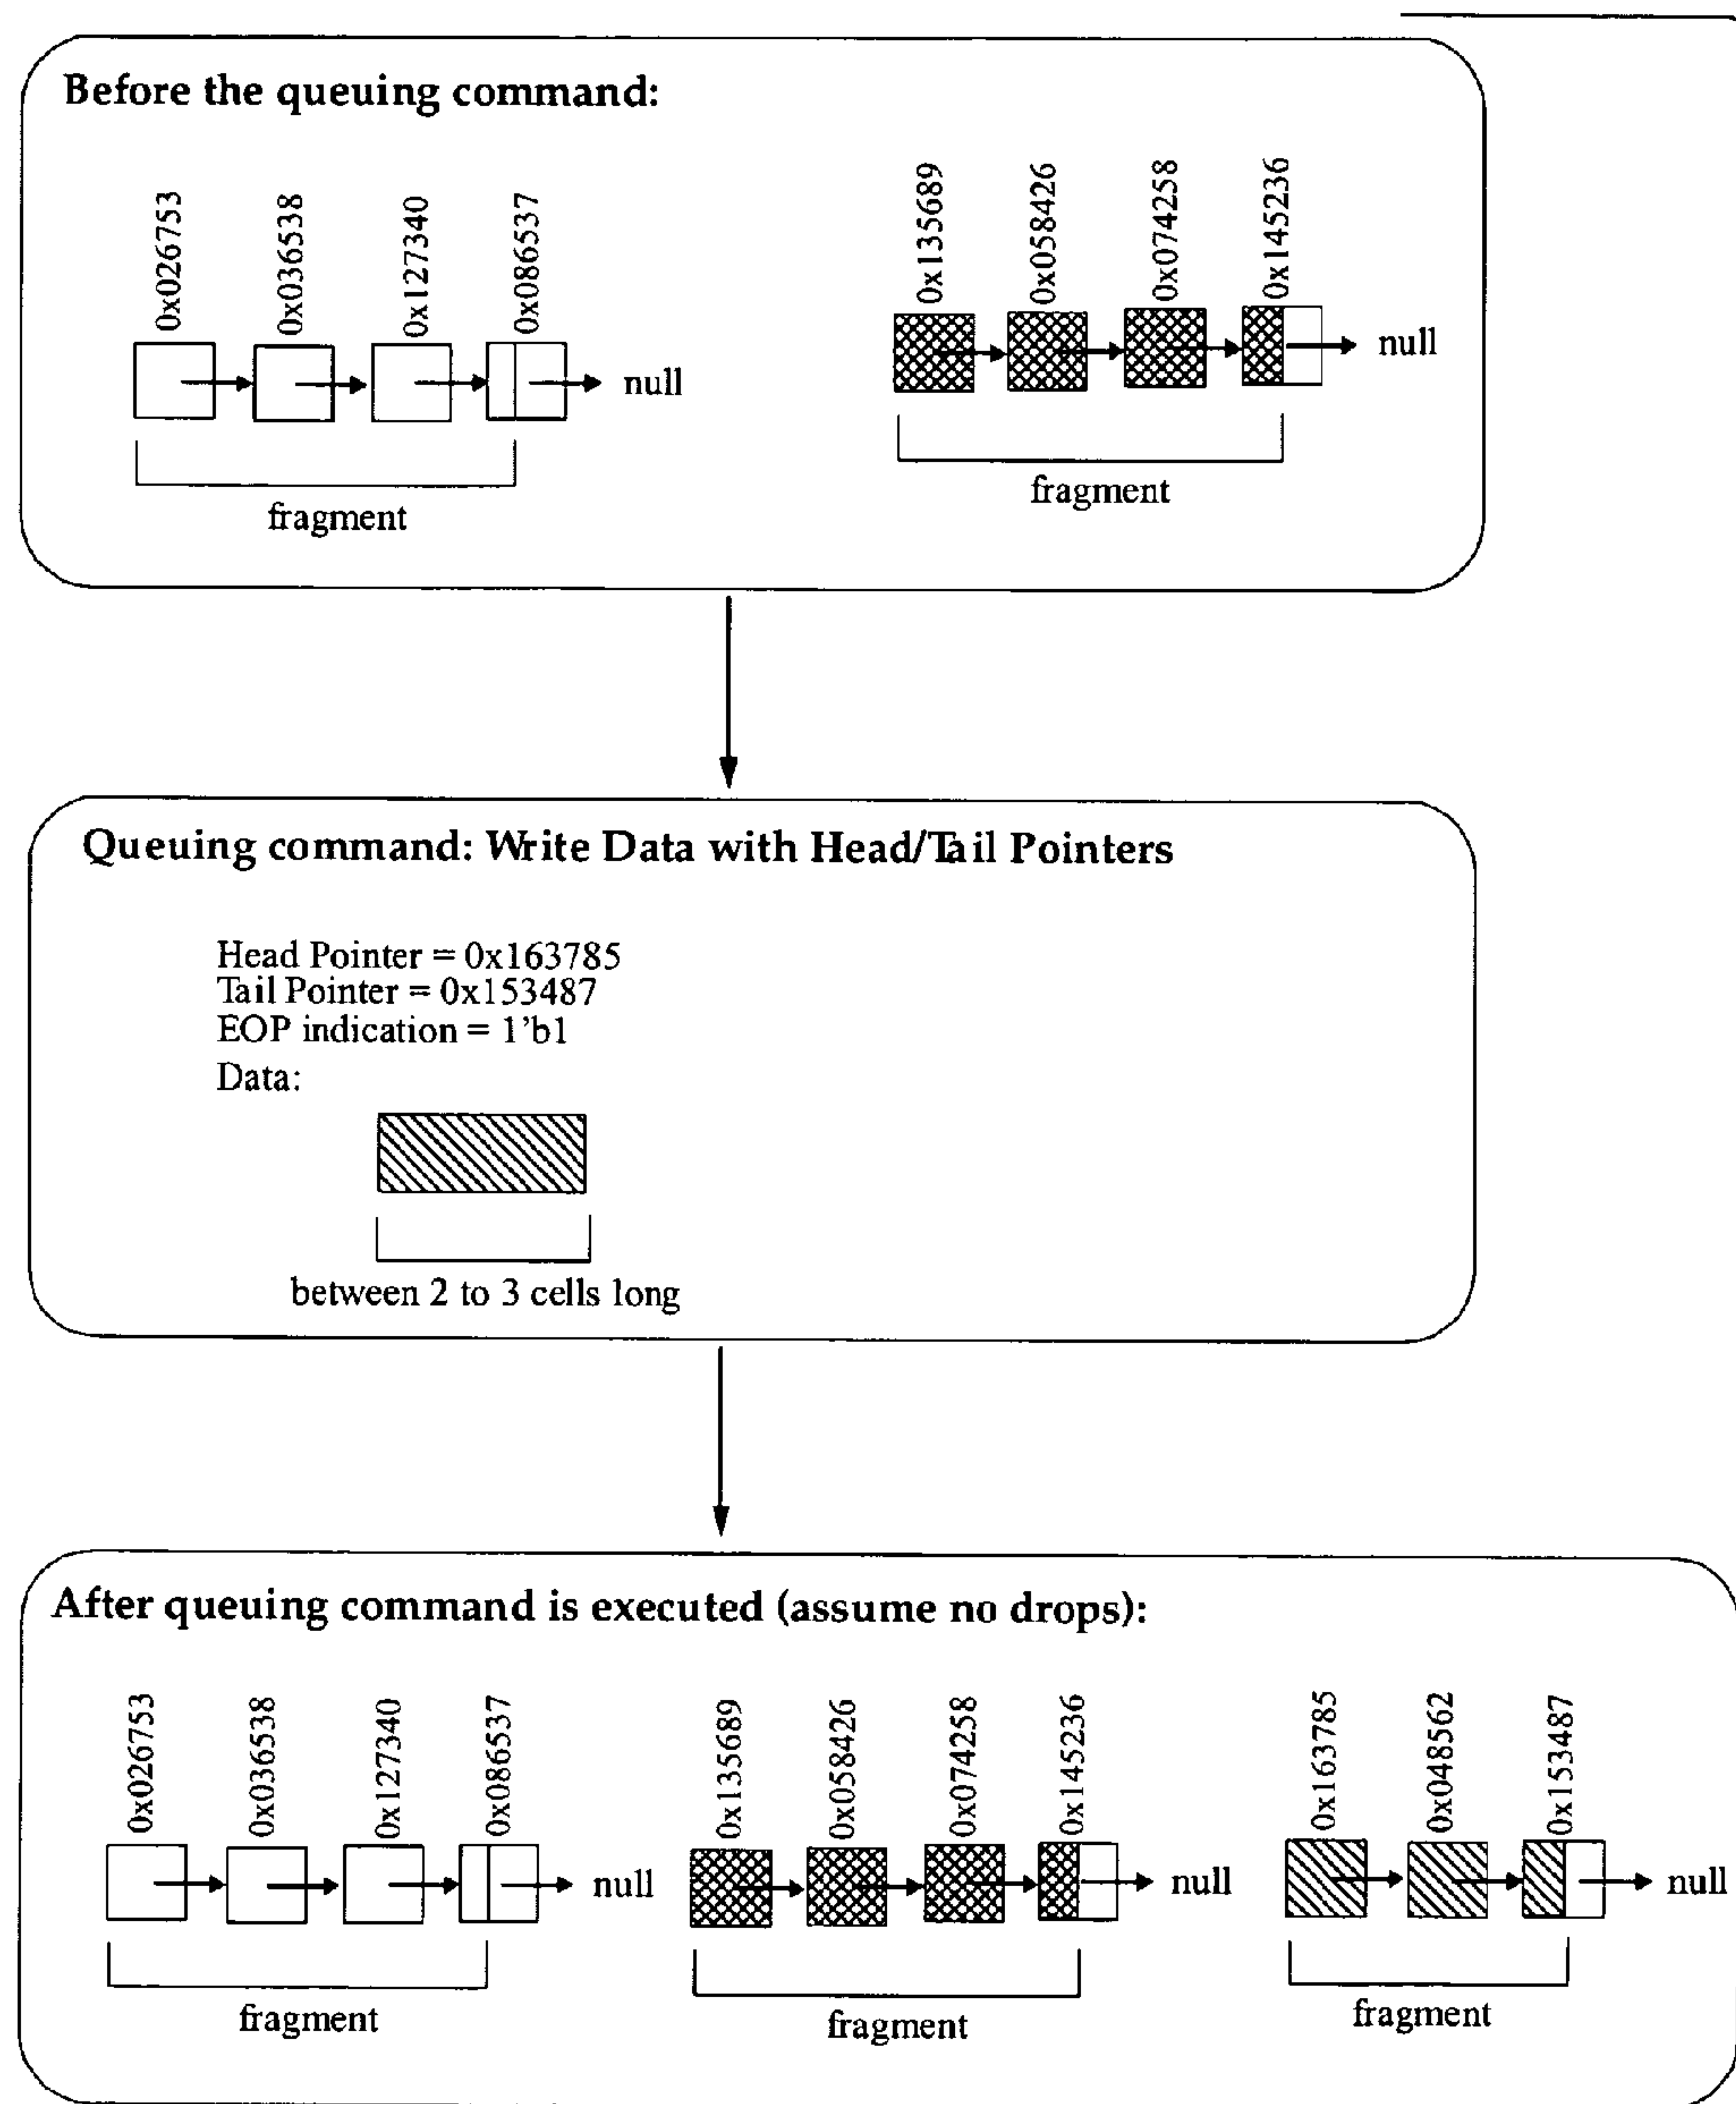 Before the queuing command:
0x026753
0x036538
0x127340
0x086537
0x135689
0x058426
0x074258
0x145236
null
null
fragment
fragment
Queuing command: Write Data with Head/Tail Pointers
Head Pointer = 0x163785
Tail Pointer = 0x153487
EOP indication = 1'b1
Data:
between 2 to 3 cells long
After queuing command is executed (assume no drops):
0x026753
0x036538
0x127340
0x086537
0x135689
0x058426
0x074258
0x145236
0x163785
0x048562
0x153487
null
null
null
fragment
fragment
fragment